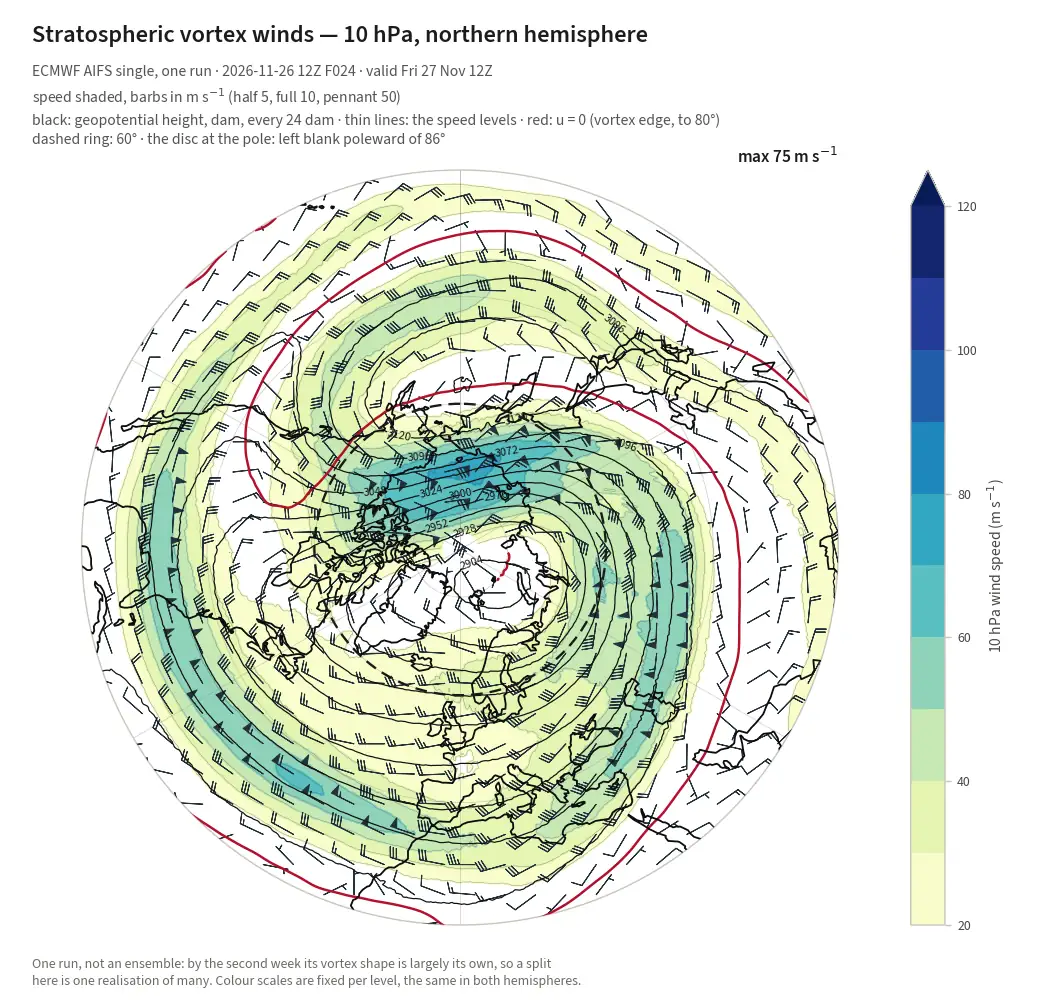 Stratospheric vortex winds — 10 hPa, northern hemisphere
ECMWF AIFS single, one run · 2026-11-26 12Z F024 · valid Fri 27 Nov 12Z
speed shaded, barbs in m s⁻¹ (half 5, full 10, pennant 50)
black: geopotential height, dam, every 24 dam · thin lines: the speed levels · red: u = 0 (vortex edge, to 80°)
dashed ring: 60° · the disc at the pole: left blank poleward of 86°
max 75 m s⁻¹
120
100
80
60
40
20
10 hPa wind speed (m s⁻¹)
3096
3120
3096
3096
3072
3048
3024
3000
2952
2928
2904
One run, not an ensemble: by the second week its vortex shape is largely its own, so a split
here is one realisation of many. Colour scales are fixed per level, the same in both hemispheres.